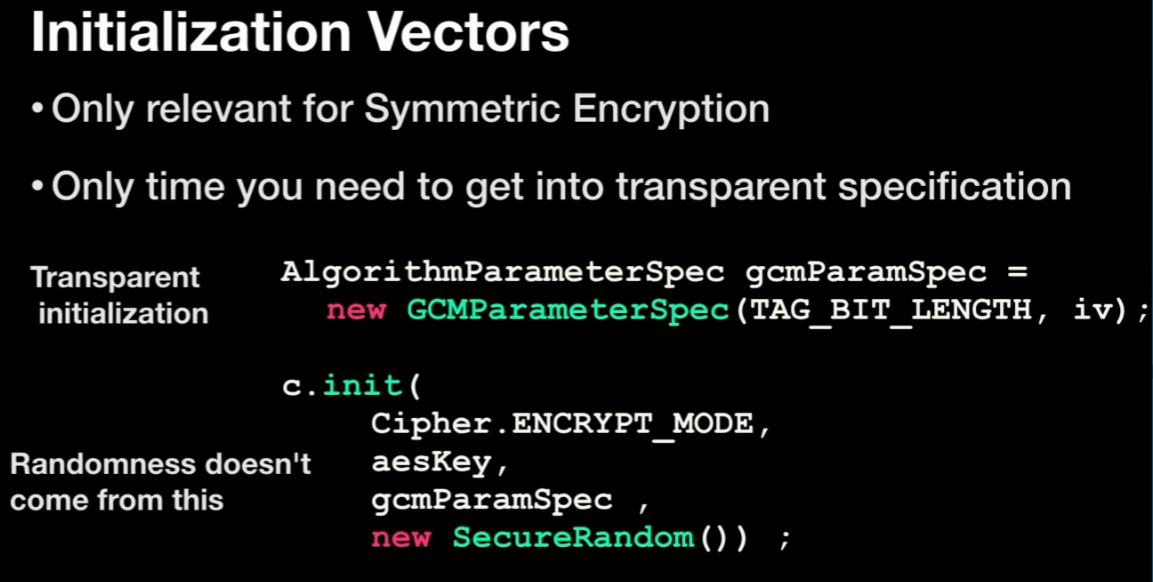 Initialization Vectors
• Only relevant for Symmetric Encryption
• Only time you need to get into transparent specification
Transparent
initialization
AlgorithmParameterSpec gcmParamSpec =
new GCMParameterSpec(TAG_BIT_LENGTH, iv);
c.init(
Cipher.ENCRYPT_MODE,
Randomness doesn't
come from this
aesKey,
gcmParamSpec ,
new SecureRandom()) ;